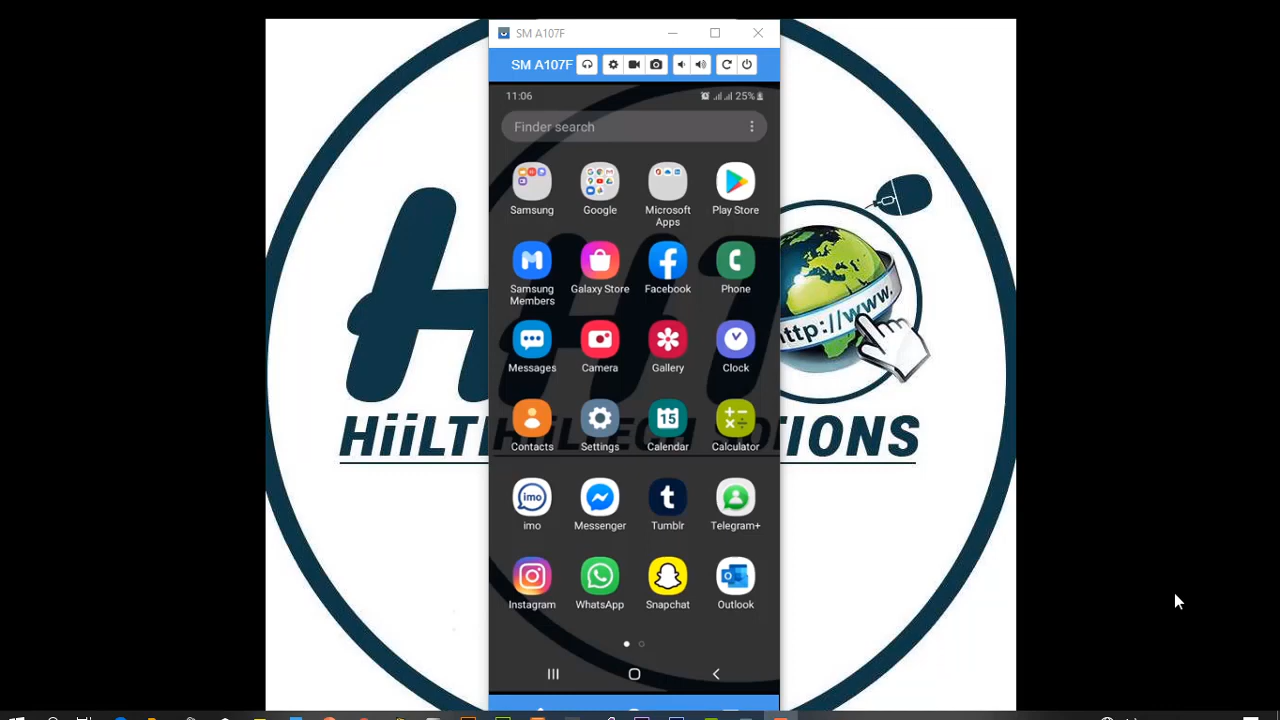 SM A107F
SM A107F
11:06
25%
Finder search
Samsung
Google
Microsoft Apps
Play Store
Samsung Members
Galaxy Store
Facebook
Phone
Messages
Camera
Gallery
Clock
Contacts
Settings
15
Calendar
Calculator
imo
imo
Messenger
t
Tumblr
Telegram+
Instagram
WhatsApp
Snapchat
Outlook
http://www.